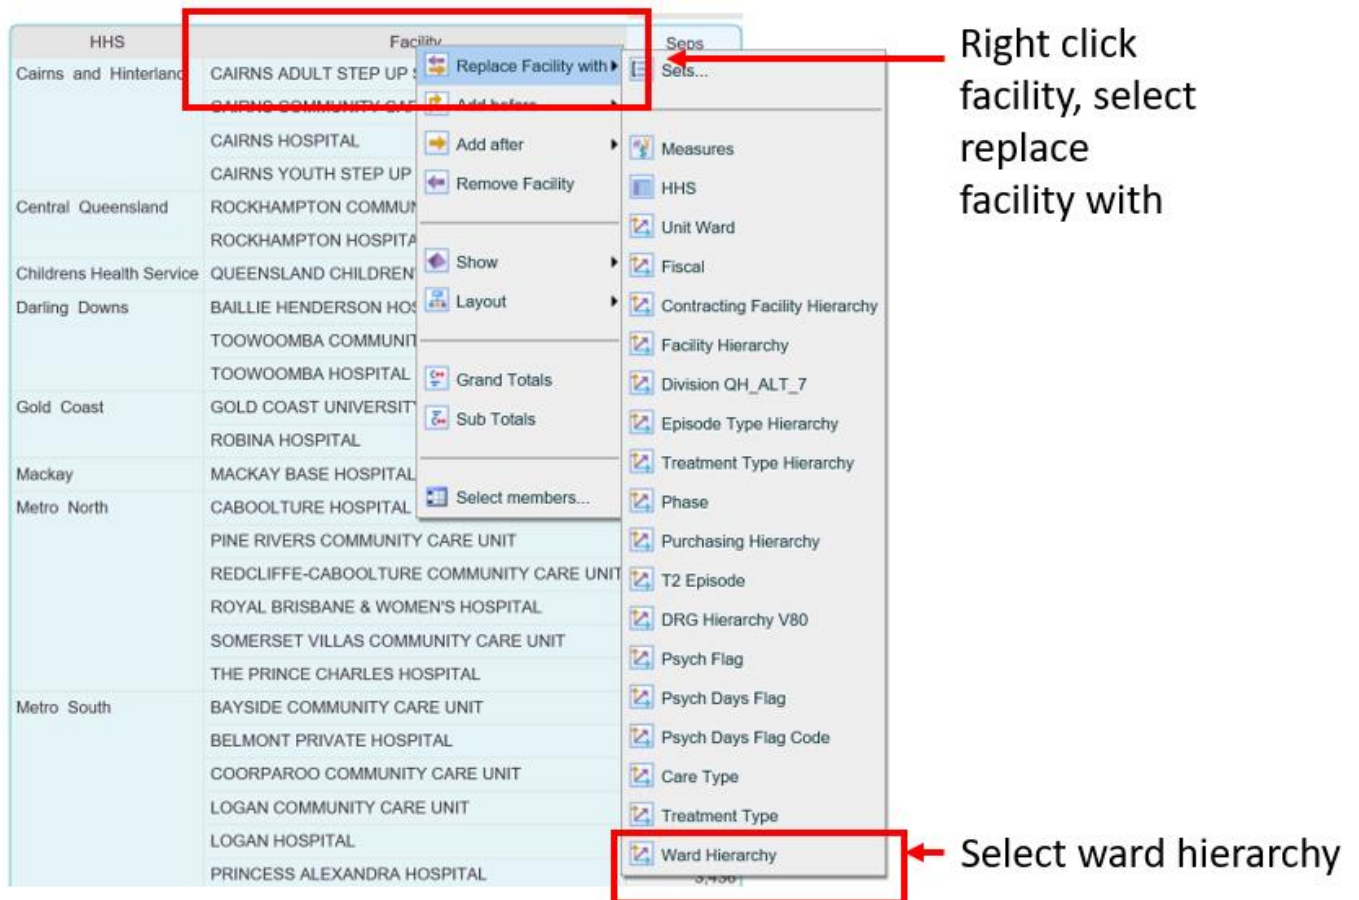 HHS Facility Seps
Cairns and Hinterland CAIRNS ADULT STEP UP
CAIRNS COMMUNITY
CAIRNS HOSPITAL
CAIRNS YOUTH STEP UP
Central Queensland ROCKHAMPTON
ROCKHAMPTON
Childrens Health Service QUEENSLAND
Darling Downs BAILLIE HENDERSON
TOOWOOMBA
TOOWOOMBA HOSPITAL
Gold Coast GOLD COAST
ROBINA HOSPITAL
Mackay MACKAY BASE HOSPITAL
Metro North CABOOLTURE HOSPITAL
PINE RIVERS COMMUNITY CARE UNIT
REDCLIFFE-CABOOLTURE COMMUNITY CARE UNIT
ROYAL BRISBANE & WOMEN'S HOSPITAL
SOMERSET VILLAS COMMUNITY CARE UNIT
THE PRINCE CHARLES HOSPITAL
Metro South BAYSIDE COMMUNITY CARE UNIT
BELMONT PRIVATE HOSPITAL
COORPAROO COMMUNITY CARE UNIT
LOGAN COMMUNITY CARE UNIT
LOGAN HOSPITAL
PRINCESS ALEXANDRA HOSPITAL 3,436
Replace Facility with
Add before
Add after
Remove Facility
Show
Layout
Grand Totals
Sub Totals
Select members...
Sets...
Measures
HHS
Unit Ward
Fiscal
Contracting Facility Hierarchy
Facility Hierarchy
Division QH_ALT_7
Episode Type Hierarchy
Treatment Type Hierarchy
Phase
Purchasing Hierarchy
T2 Episode
DRG Hierarchy V80
Psych Flag
Psych Days Flag
Psych Days Flag Code
Care Type
Treatment Type
Ward Hierarchy
Right click
facility, select
replace
facility with
Select ward hierarchy